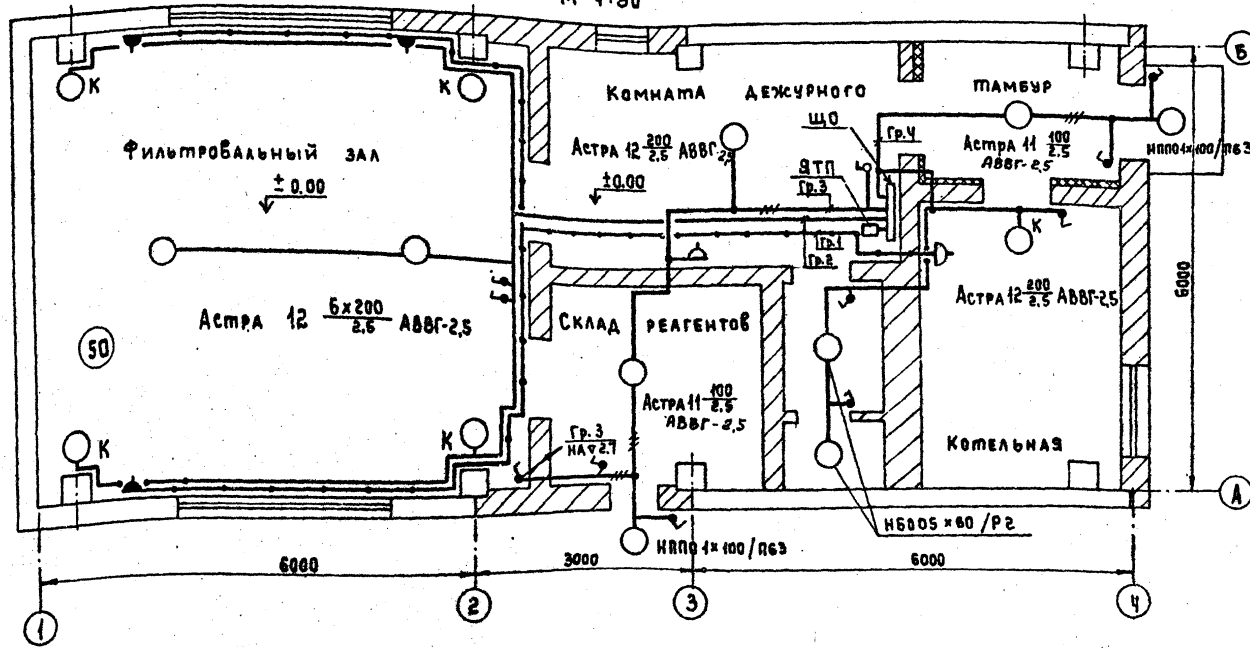 Б
К
К
Комната дежурного
Тамбур
ЩО
Гр.4
Фильтровальный зал
Астра 12 200/2,5 АВВГ-2,5
Астра 11 100/2.5
АВВГ-2,5
НПП01×100/П63
± 0.00
±0.00
ЯТП
Гр.3
Гр.1
Гр.2
К
6000
Астра 12 6х200/2.5 АВВГ-2,5
Склад реагентов
Астра 12 200/2.5 АВВГ-2,5
50
Астра 11 100/2.5
АВВГ-2,5
К
К
Гр.3
на 2.7
Котельная
А
НБ005×60/Р2
НПП01×100/П63
6000
3000
6000
1
2
3
4